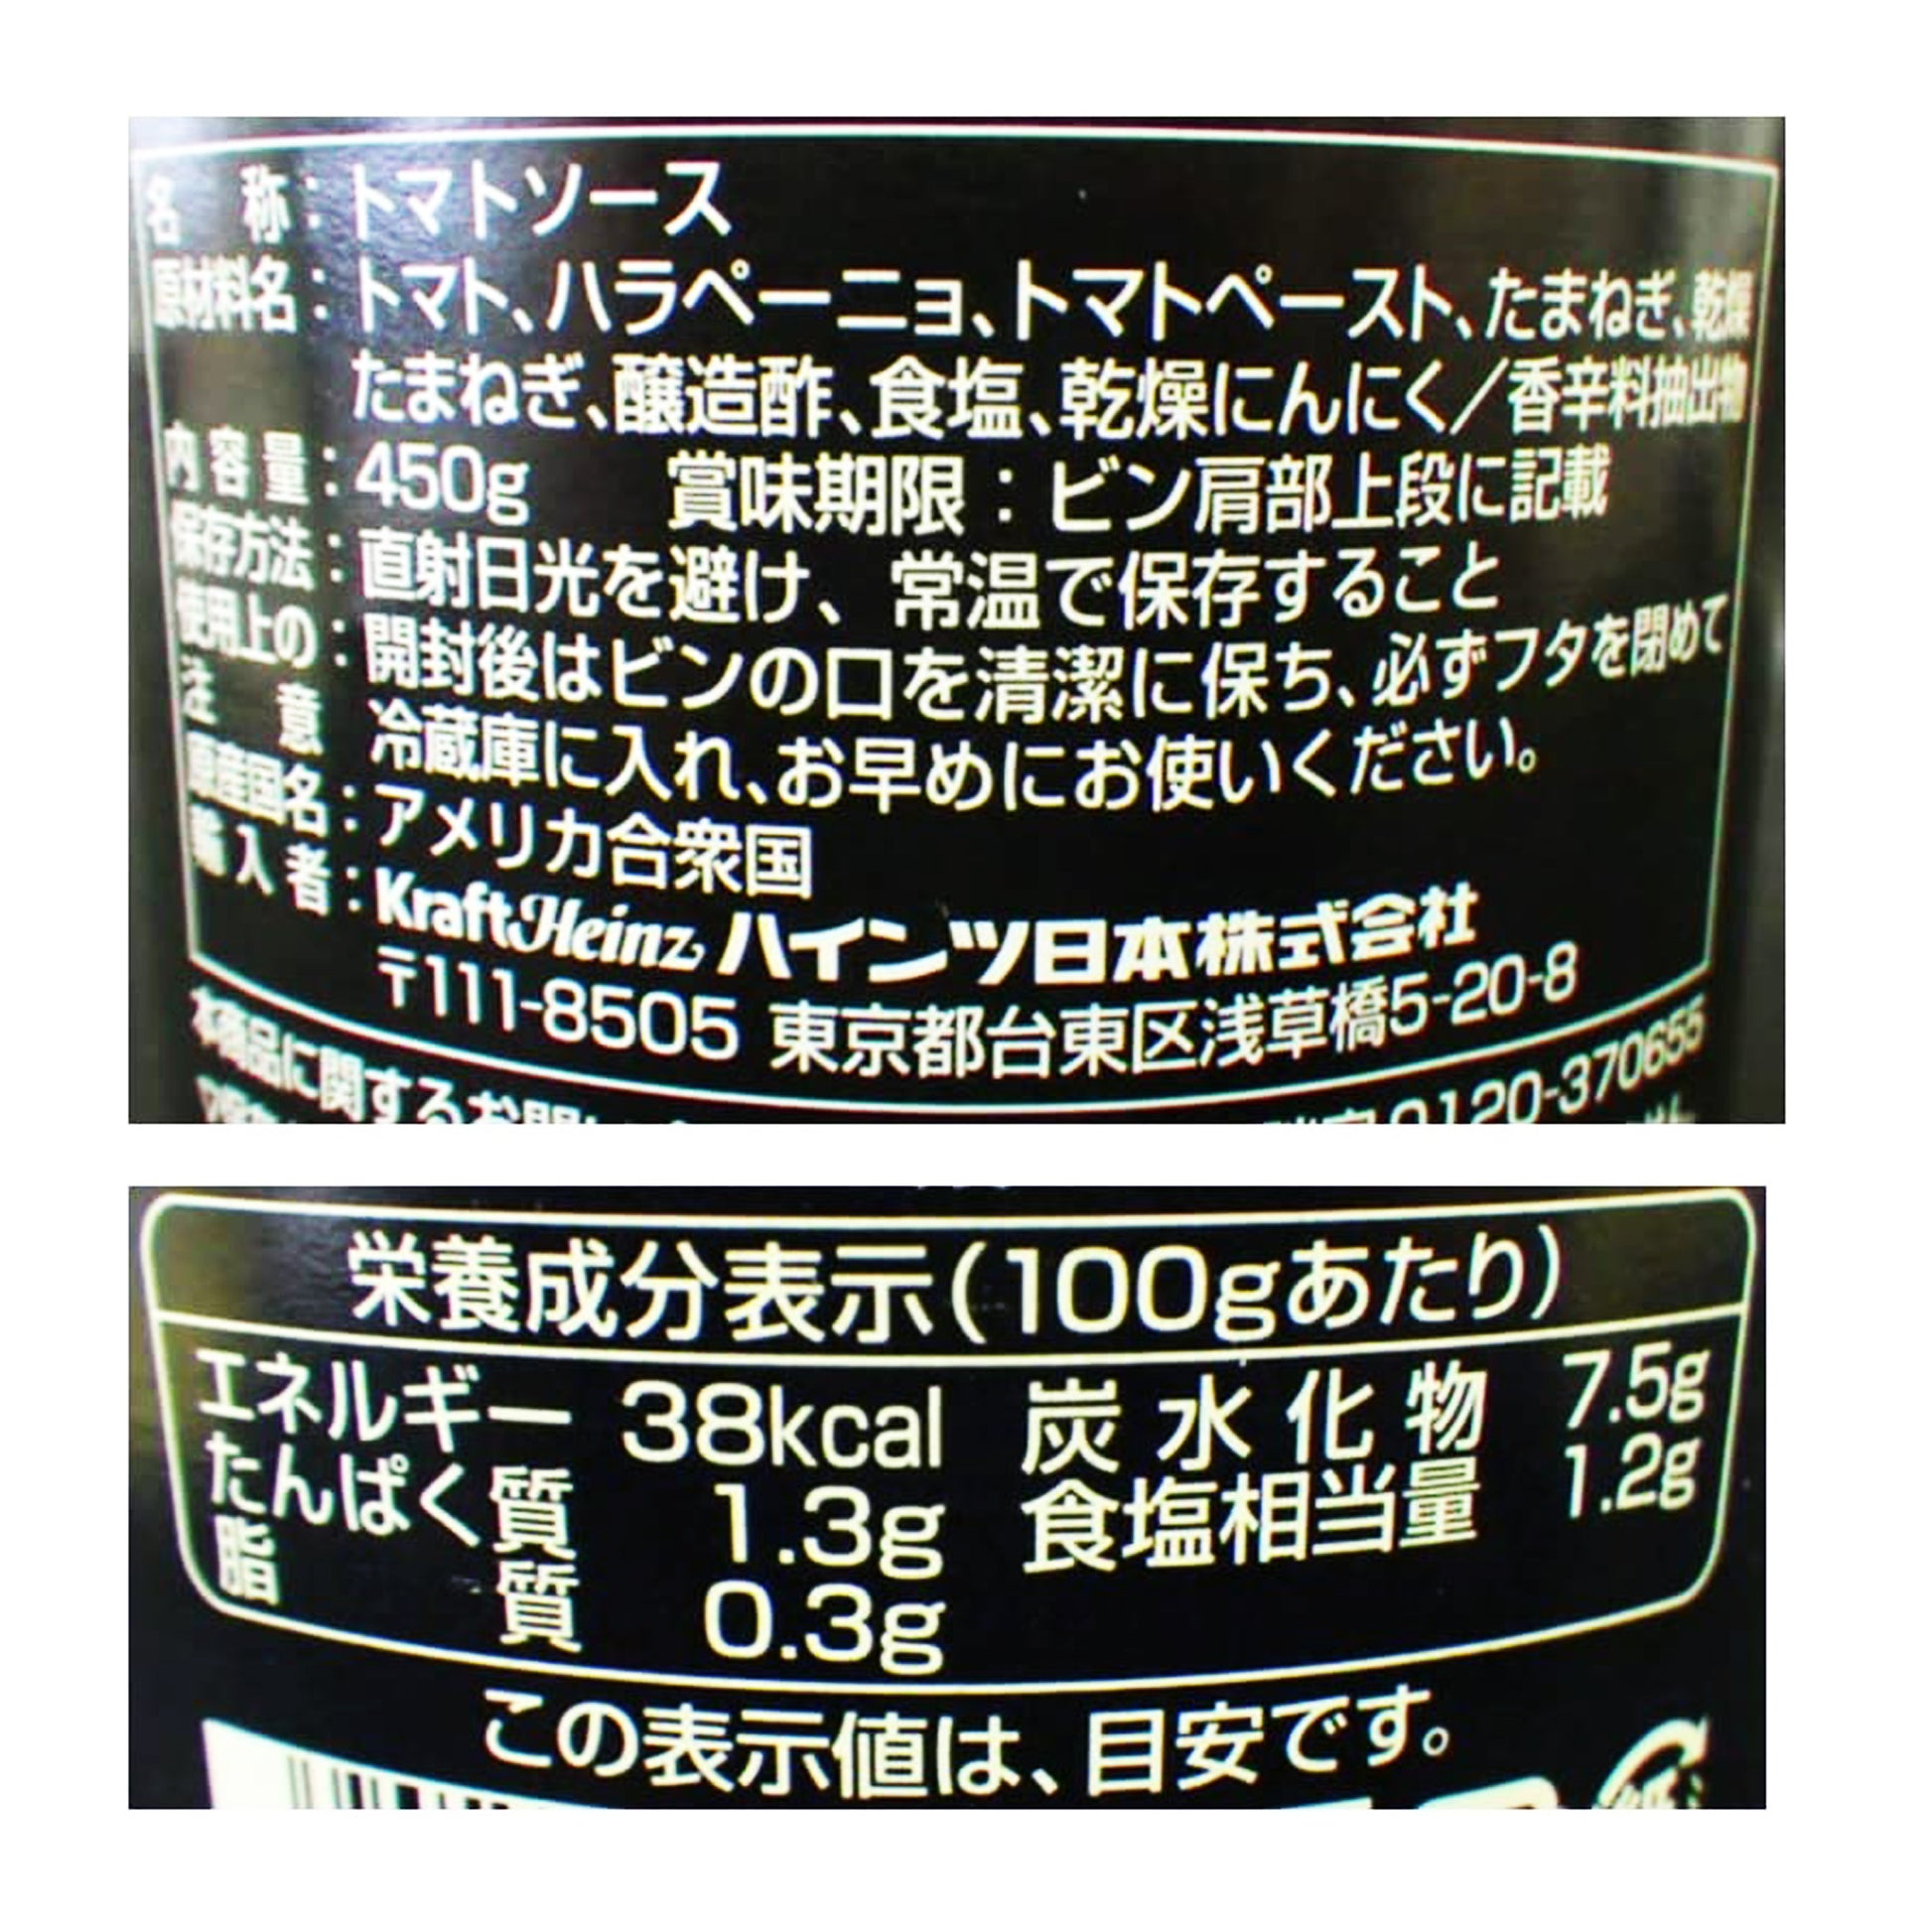 名称：トマトソース
原材料名：トマト、ハラペーニョ、トマトペースト、たまねぎ、乾燥
たまねぎ、醸造酢、食塩、乾燥にんにく／香辛料抽出物
内容量：450g 賞味期限：ビン肩部上段に記載
保存方法：直射日光を避け、常温で保存すること
使用上の：開封後はビンの口を清潔に保ち、必ずフタを閉めて
注意 冷蔵庫に入れ、お早めにお使いください。
原産国名：アメリカ合衆国
輸入者：KraftHeinz ハインツ日本株式会社
〒111-8505 東京都台東区浅草橋5-20-8
本商品に関するお問い 0120-370655
栄養成分表示(100gあたり)
エネルギー 38kcal 炭水化物 7.5g
たんぱく質 1.3g 食塩相当量 1.2g
脂質 0.3g
この表示値は、目安です。